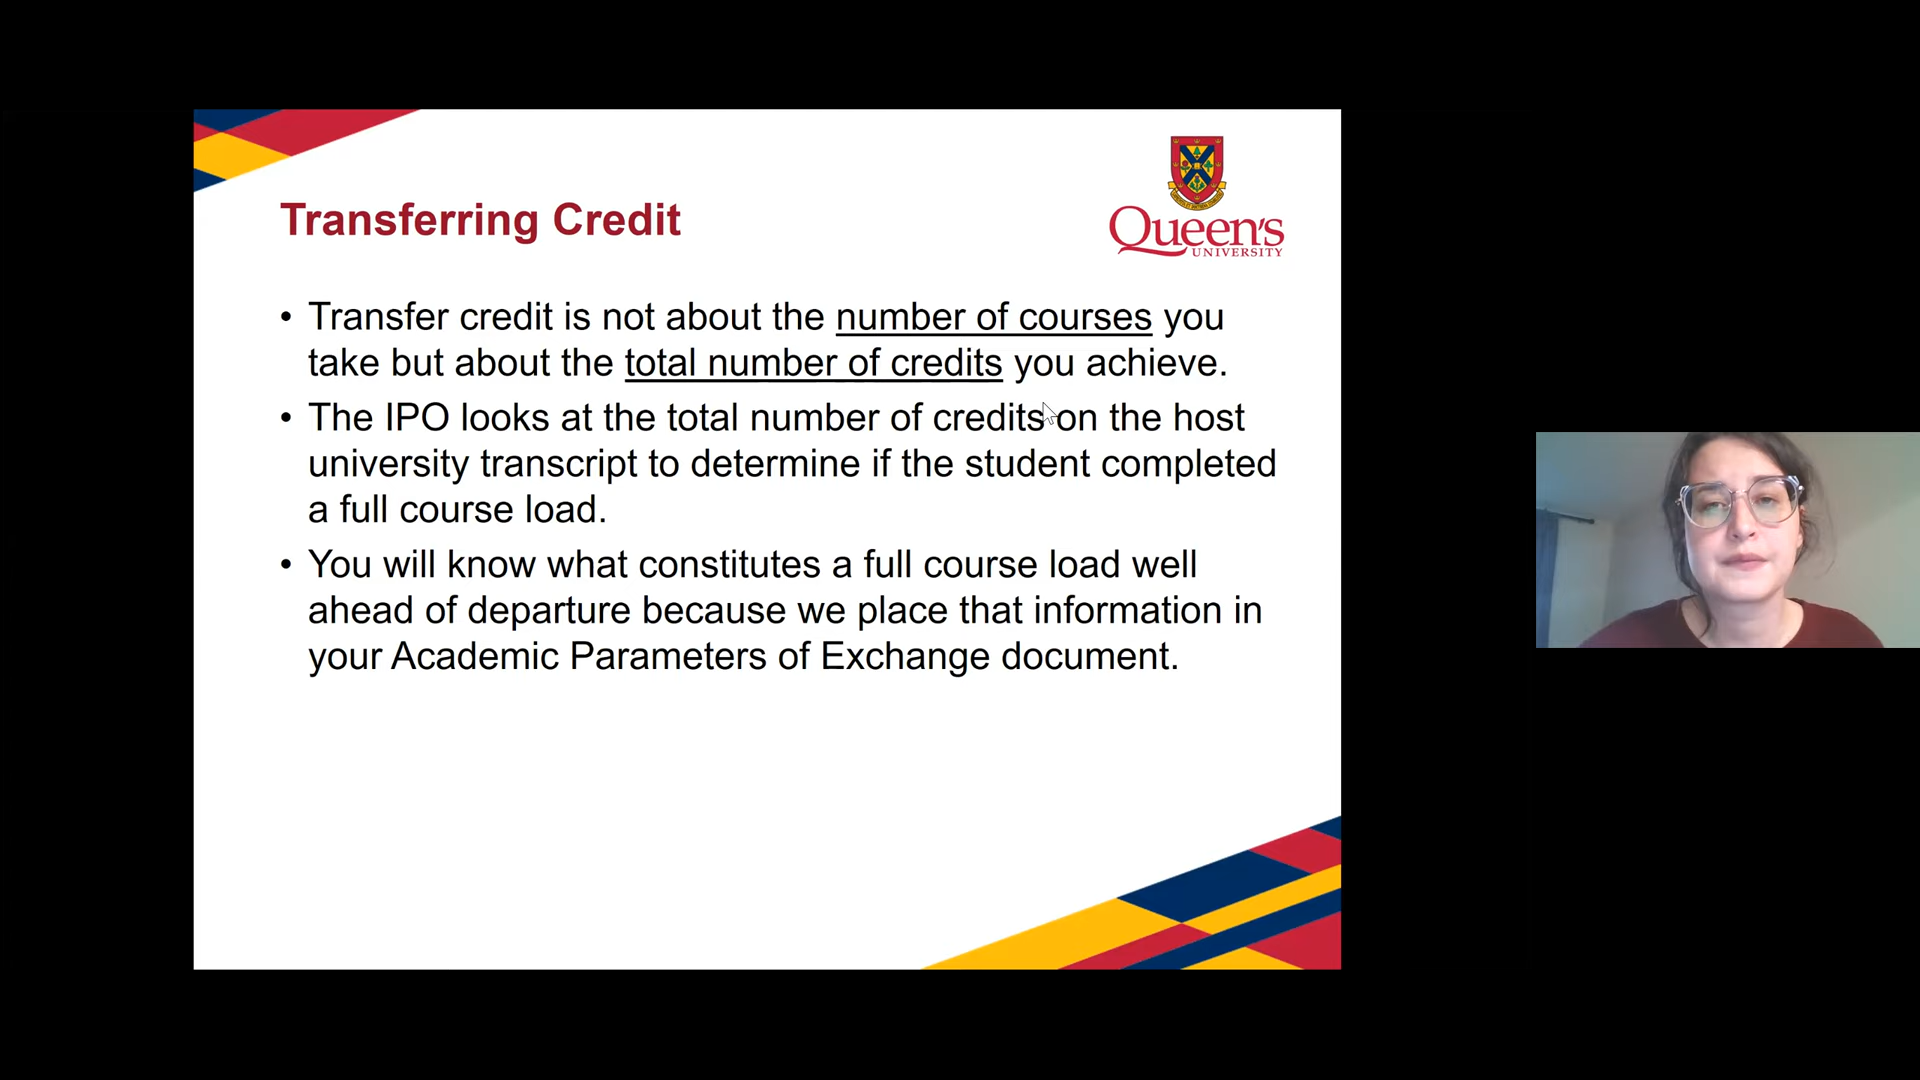 Transferring Credit
Queen's
UNIVERSITY
• Transfer credit is not about the number of courses you
take but about the total number of credits you achieve.
• The IPO looks at the total number of credits on the host
university transcript to determine if the student completed
a full course load.
• You will know what constitutes a full course load well
ahead of departure because we place that information in
your Academic Parameters of Exchange document.